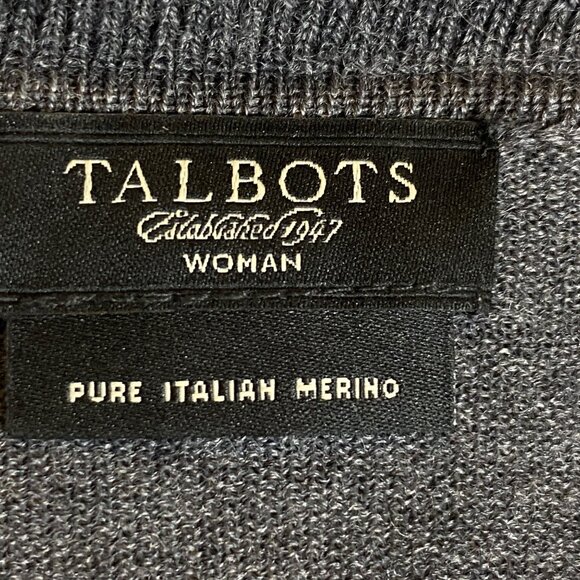 TALBOTS
Established 1947
WOMAN
PURE ITALIAN MERINO